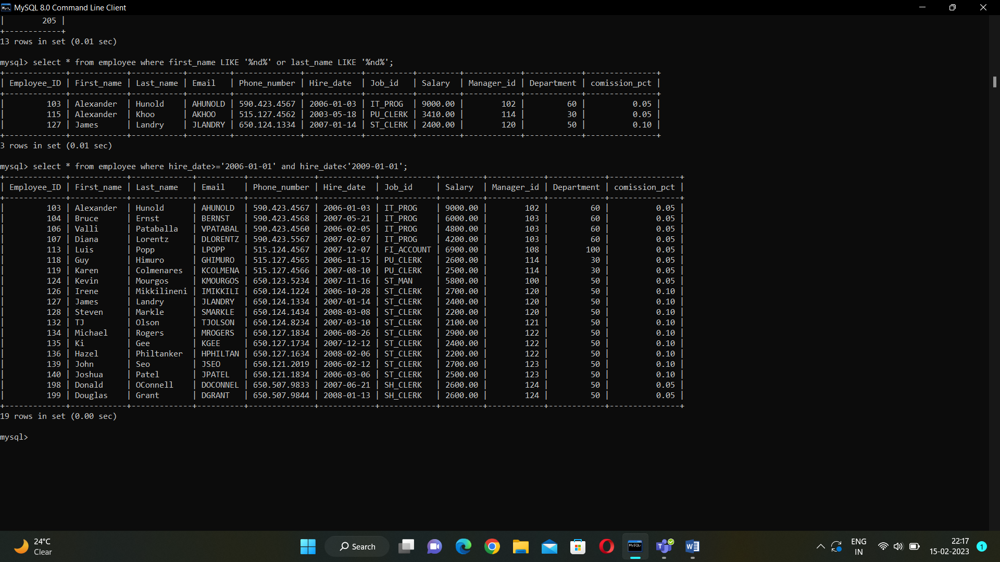 MySQL 8.0 Command Line Client
|        205 |
+------------+
13 rows in set (0.01 sec)
mysql> select * from employee where first_name LIKE '%nd%' or last_name LIKE '%nd%';
+-------------+------------+-----------+---------+--------------+------------+----------+---------+------------+------------+---------------+
| Employee_ID | First_name | Last_name | Email   | Phone_number | Hire_date  | Job_id   | Salary  | Manager_id | Department | comission_pct |
+-------------+------------+-----------+---------+--------------+------------+----------+---------+------------+------------+---------------+
|         103 | Alexander  | Hunold    | AHUNOLD | 590.423.4567 | 2006-01-03 | IT_PROG  | 9000.00 |        102 |         60 |          0.05 |
|         115 | Alexander  | Khoo      | AKHOO   | 515.127.4562 | 2003-05-18 | PU_CLERK | 3410.00 |        114 |         30 |          0.05 |
|         127 | James      | Landry    | JLANDRY | 650.124.1334 | 2007-01-14 | ST_CLERK | 2400.00 |        120 |         50 |          0.10 |
+-------------+------------+-----------+---------+--------------+------------+----------+---------+------------+------------+---------------+
3 rows in set (0.01 sec)
mysql> select * from employee where hire_date>='2006-01-01' and hire_date<'2009-01-01';
+-------------+------------+-------------+----------+--------------+------------+------------+---------+------------+------------+---------------+
| Employee_ID | First_name | Last_name   | Email    | Phone_number | Hire_date  | Job_id     | Salary  | Manager_id | Department | comission_pct |
+-------------+------------+-------------+----------+--------------+------------+------------+---------+------------+------------+---------------+
|         103 | Alexander  | Hunold      | AHUNOLD  | 590.423.4567 | 2006-01-03 | IT_PROG    | 9000.00 |        102 |         60 |          0.05 |
|         104 | Bruce      | Ernst       | BERNST   | 590.423.4568 | 2007-05-21 | IT_PROG    | 6000.00 |        103 |         60 |          0.05 |
|         106 | Valli      | Pataballa   | VPATABAL | 590.423.4560 | 2006-02-05 | IT_PROG    | 4800.00 |        103 |         60 |          0.05 |
|         107 | Diana      | Lorentz     | DLORENTZ | 590.423.5567 | 2007-02-07 | IT_PROG    | 4200.00 |        103 |         60 |          0.05 |
|         113 | Luis       | Popp        | LPOPP    | 515.124.4567 | 2007-12-07 | FI_ACCOUNT | 6900.00 |        108 |        100 |          0.05 |
|         118 | Guy        | Himuro      | GHIMURO  | 515.127.4565 | 2006-11-15 | PU_CLERK   | 2600.00 |        114 |         30 |          0.05 |
|         119 | Karen      | Colmenares  | KCOLMENA | 515.127.4566 | 2007-08-10 | PU_CLERK   | 2500.00 |        114 |         30 |          0.05 |
|         124 | Kevin      | Mourgos     | KMOURGOS | 650.123.5234 | 2007-11-16 | ST_MAN     | 5800.00 |        100 |         50 |          0.05 |
|         126 | Irene      | Mikkilineni | IMIKKILI | 650.124.1224 | 2006-10-28 | ST_CLERK   | 2700.00 |        120 |         50 |          0.10 |
|         127 | James      | Landry      | JLANDRY  | 650.124.1334 | 2007-01-14 | ST_CLERK   | 2400.00 |        120 |         50 |          0.10 |
|         128 | Steven     | Markle      | SMARKLE  | 650.124.1434 | 2008-03-08 | ST_CLERK   | 2200.00 |        120 |         50 |          0.10 |
|         132 | TJ         | Olson       | TJOLSON  | 650.124.8234 | 2007-03-10 | ST_CLERK   | 2100.00 |        121 |         50 |          0.10 |
|         134 | Michael    | Rogers      | MROGERS  | 650.127.1834 | 2006-08-26 | ST_CLERK   | 2900.00 |        122 |         50 |          0.10 |
|         135 | Ki         | Gee         | KGEE     | 650.127.1734 | 2007-12-12 | ST_CLERK   | 2400.00 |        122 |         50 |          0.10 |
|         136 | Hazel      | Philtanker  | HPHILTAN | 650.127.1634 | 2008-02-06 | ST_CLERK   | 2200.00 |        122 |         50 |          0.10 |
|         139 | John       | Seo         | JSEO     | 650.121.2019 | 2006-02-12 | ST_CLERK   | 2700.00 |        123 |         50 |          0.10 |
|         140 | Joshua     | Patel       | JPATEL   | 650.121.1834 | 2006-03-06 | ST_CLERK   | 2500.00 |        123 |         50 |          0.10 |
|         198 | Donald     | OConnell    | DOCONNEL | 650.507.9833 | 2007-06-21 | SH_CLERK   | 2600.00 |        124 |         50 |          0.05 |
|         199 | Douglas    | Grant       | DGRANT   | 650.507.9844 | 2008-01-13 | SH_CLERK   | 2600.00 |        124 |         50 |          0.05 |
+-------------+------------+-------------+----------+--------------+------------+------------+---------+------------+------------+---------------+
19 rows in set (0.00 sec)
mysql>
24°C
Clear
Search
ENG
IN
22:17
15-02-2023
1